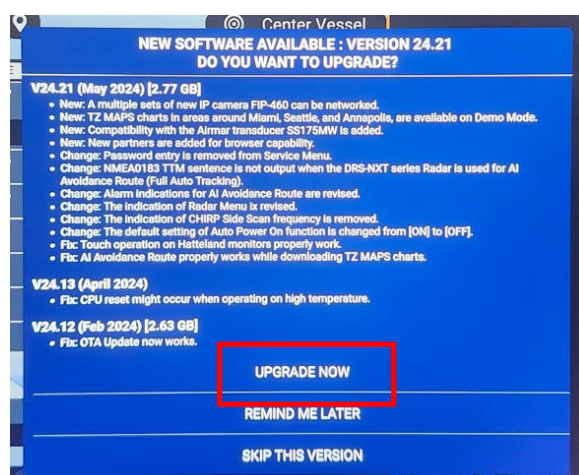 Center Vessel
NEW SOFTWARE AVAILABLE : VERSION 24.21
DO YOU WANT TO UPGRADE?
V24.21 (May 2024) [2.77 GB]
• New: A multiple sets of new IP camera FIP-460 can be networked.
• New: TZ MAPS charts in areas around Miami, Seattle, and Annapolis, are available on Demo Mode.
• New: Compatibility with the Airmar transducer SS175MW is added.
• New: New partners are added for browser capability.
• Change: Password entry is removed from Service Menu.
• Change: NMEA0183 TTM sentence is not output when the DRS-NXT series Radar is used for AI
Avoidance Route (Full Auto Tracking).
• Change: Alarm indications for AI Avoidance Route are revised.
• Change: The indication of Radar Menu ix revised.
• Change: The indication of CHIRP Side Scan frequency is removed.
• Change: The default setting of Auto Power On function is changed from [ON] to [OFF].
• Fix: Touch operation on Hatteland monitors properly work.
• Fix: AI Avoidance Route properly works while downloading TZ MAPS charts.
V24.13 (April 2024)
• Fix: CPU reset might occur when operating on high temperature.
V24.12 (Feb 2024) [2.63 GB]
• Fix: OTA Update now works.
UPGRADE NOW
REMIND ME LATER
SKIP THIS VERSION